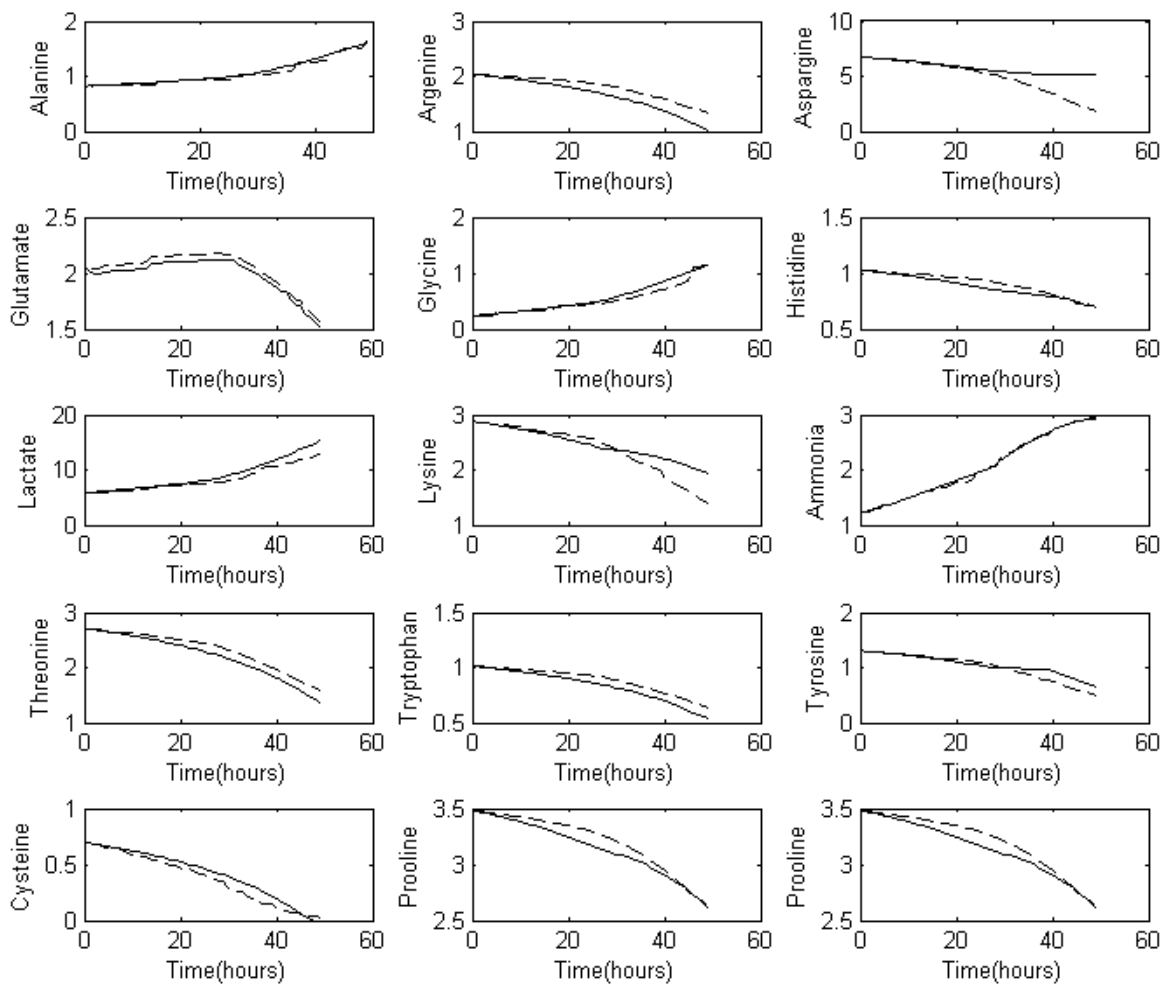 Alanine
2
1
0
0 20 40
Time(hours)
Argenine
3
2
1
0 20 40 60
Time(hours)
Aspargine
10
5
0
0 20 40 60
Time(hours)
Glutamate
2.5
2
1.5
0 20 40 60
Time(hours)
Glycine
2
1
0
0 20 40 60
Time(hours)
Histidine
1.5
1
0.5
0 20 40 60
Time(hours)
Lactate
20
10
0
0 20 40 60
Time(hours)
Lysine
3
2
1
0 20 40 60
Time(hours)
Ammonia
3
2
1
0 20 40 60
Time(hours)
Threonine
3
2
1
0 20 40 60
Time(hours)
Tryptophan
1.5
1
0.5
0 20 40 60
Time(hours)
Tyrosine
2
1
0
0 20 40 60
Time(hours)
Cysteine
1
0.5
0
0 20 40 60
Time(hours)
Prooline
3.5
3
2.5
0 20 40 60
Time(hours)
Prooline
3.5
3
2.5
0 20 40 60
Time(hours)